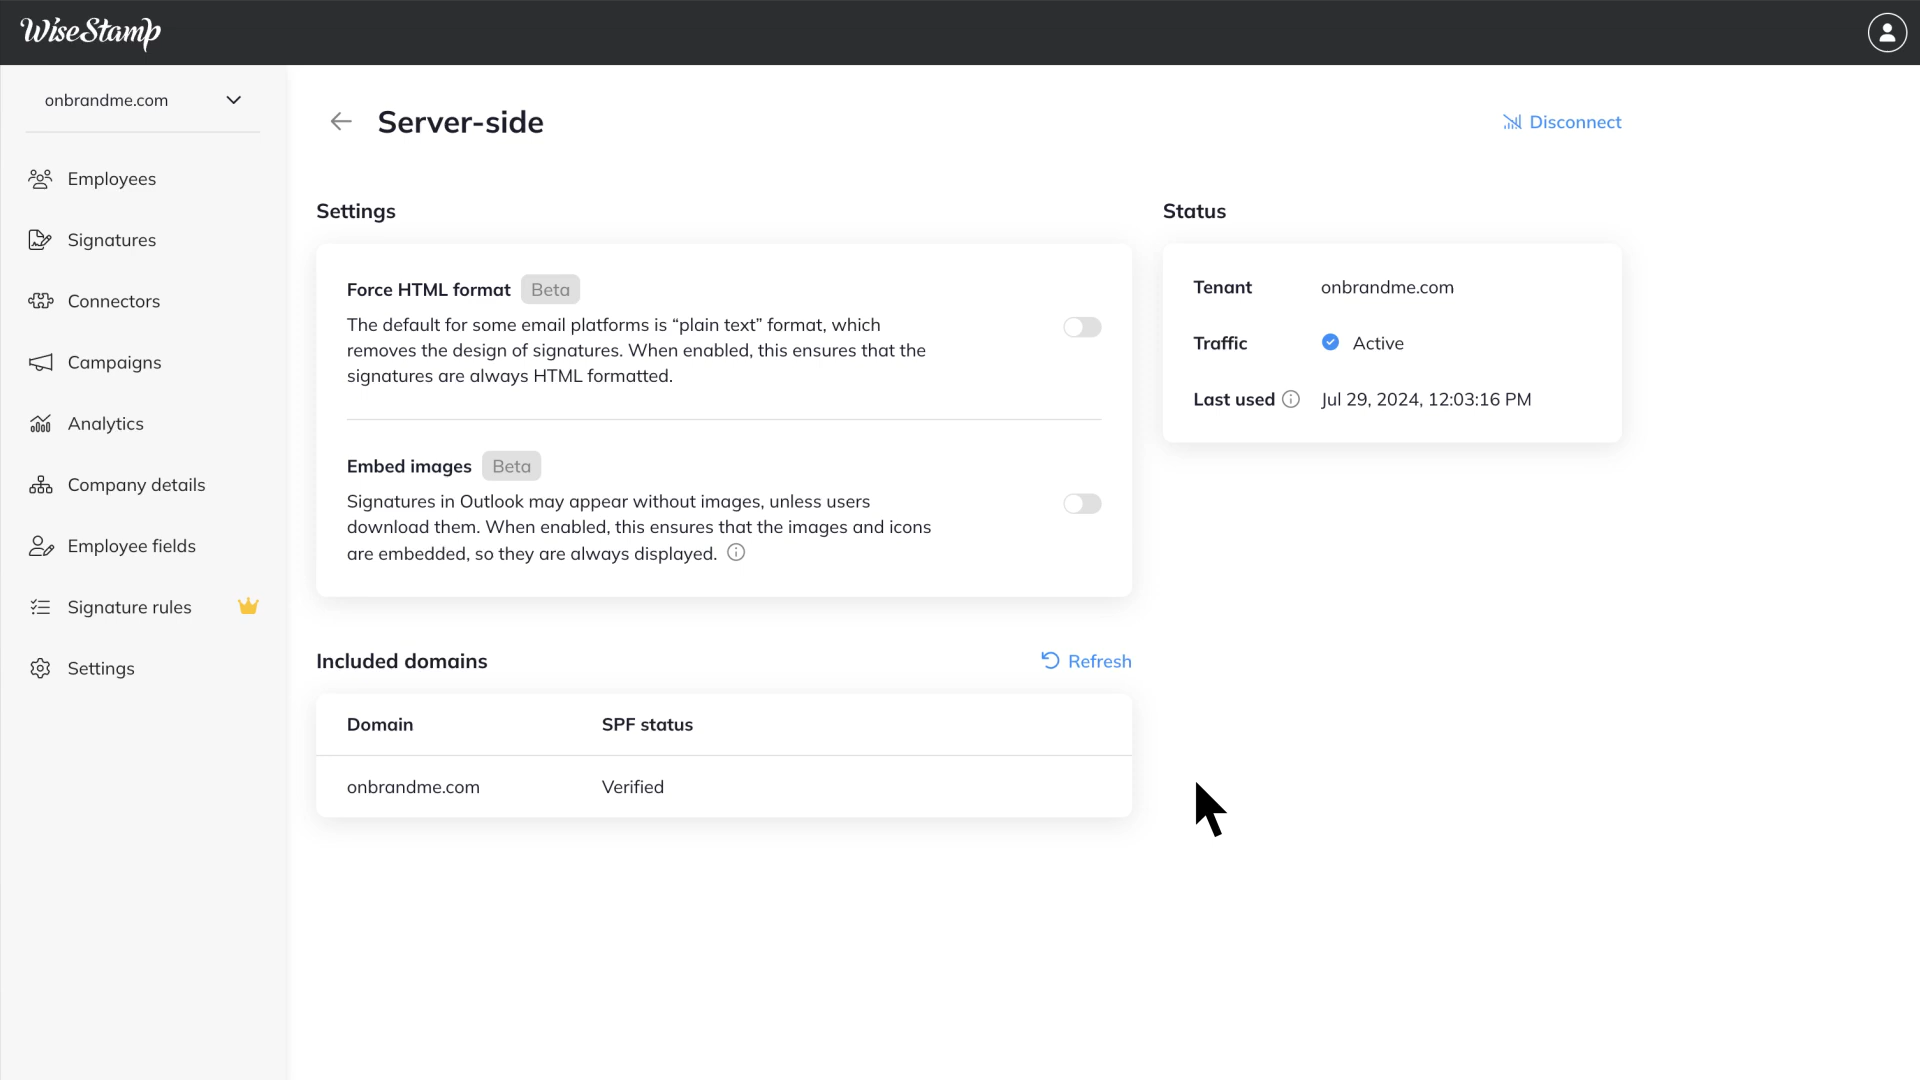 WiseStamp
onbrandme.com
Employees
Signatures
Connectors
Campaigns
Analytics
Company details
Employee fields
Signature rules
Settings
Server-side
Disconnect
Settings
Force HTML format Beta
The default for some email platforms is “plain text” format, which
removes the design of signatures. When enabled, this ensures that the
signatures are always HTML formatted.
Embed images Beta
Signatures in Outlook may appear without images, unless users
download them. When enabled, this ensures that the images and icons
are embedded, so they are always displayed.
Status
Tenant onbrandme.com
Traffic Active
Last used Jul 29, 2024, 12:03:16 PM
Included domains Refresh
Domain SPF status
onbrandme.com Verified